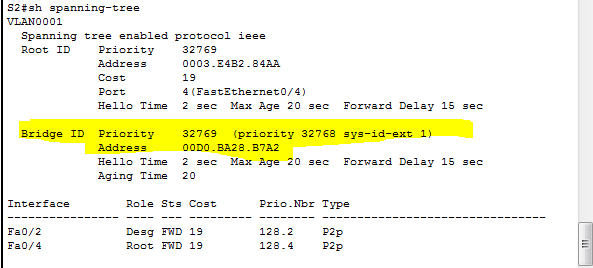 S2#sh spanning-tree
VLAN0001
Spanning tree enabled protocol ieee
Root ID Priority 32769
Address 0003.E4B2.84AA
Cost 19
Port 4(FastEthernet0/4)
Hello Time 2 sec Max Age 20 sec Forward Delay 15 sec
Bridge ID Priority 32769 (priority 32768 sys-id-ext 1)
Address 00D0.BA28.B7A2
Hello Time 2 sec Max Age 20 sec Forward Delay 15 sec
Aging Time 20
Interface Role Sts Cost Prio.Nbr Type
---------------- ---- --- --------- -------- --------------------------------
Fa0/2 Desg FWD 19 128.2 P2p
Fa0/4 Root FWD 19 128.4 P2p